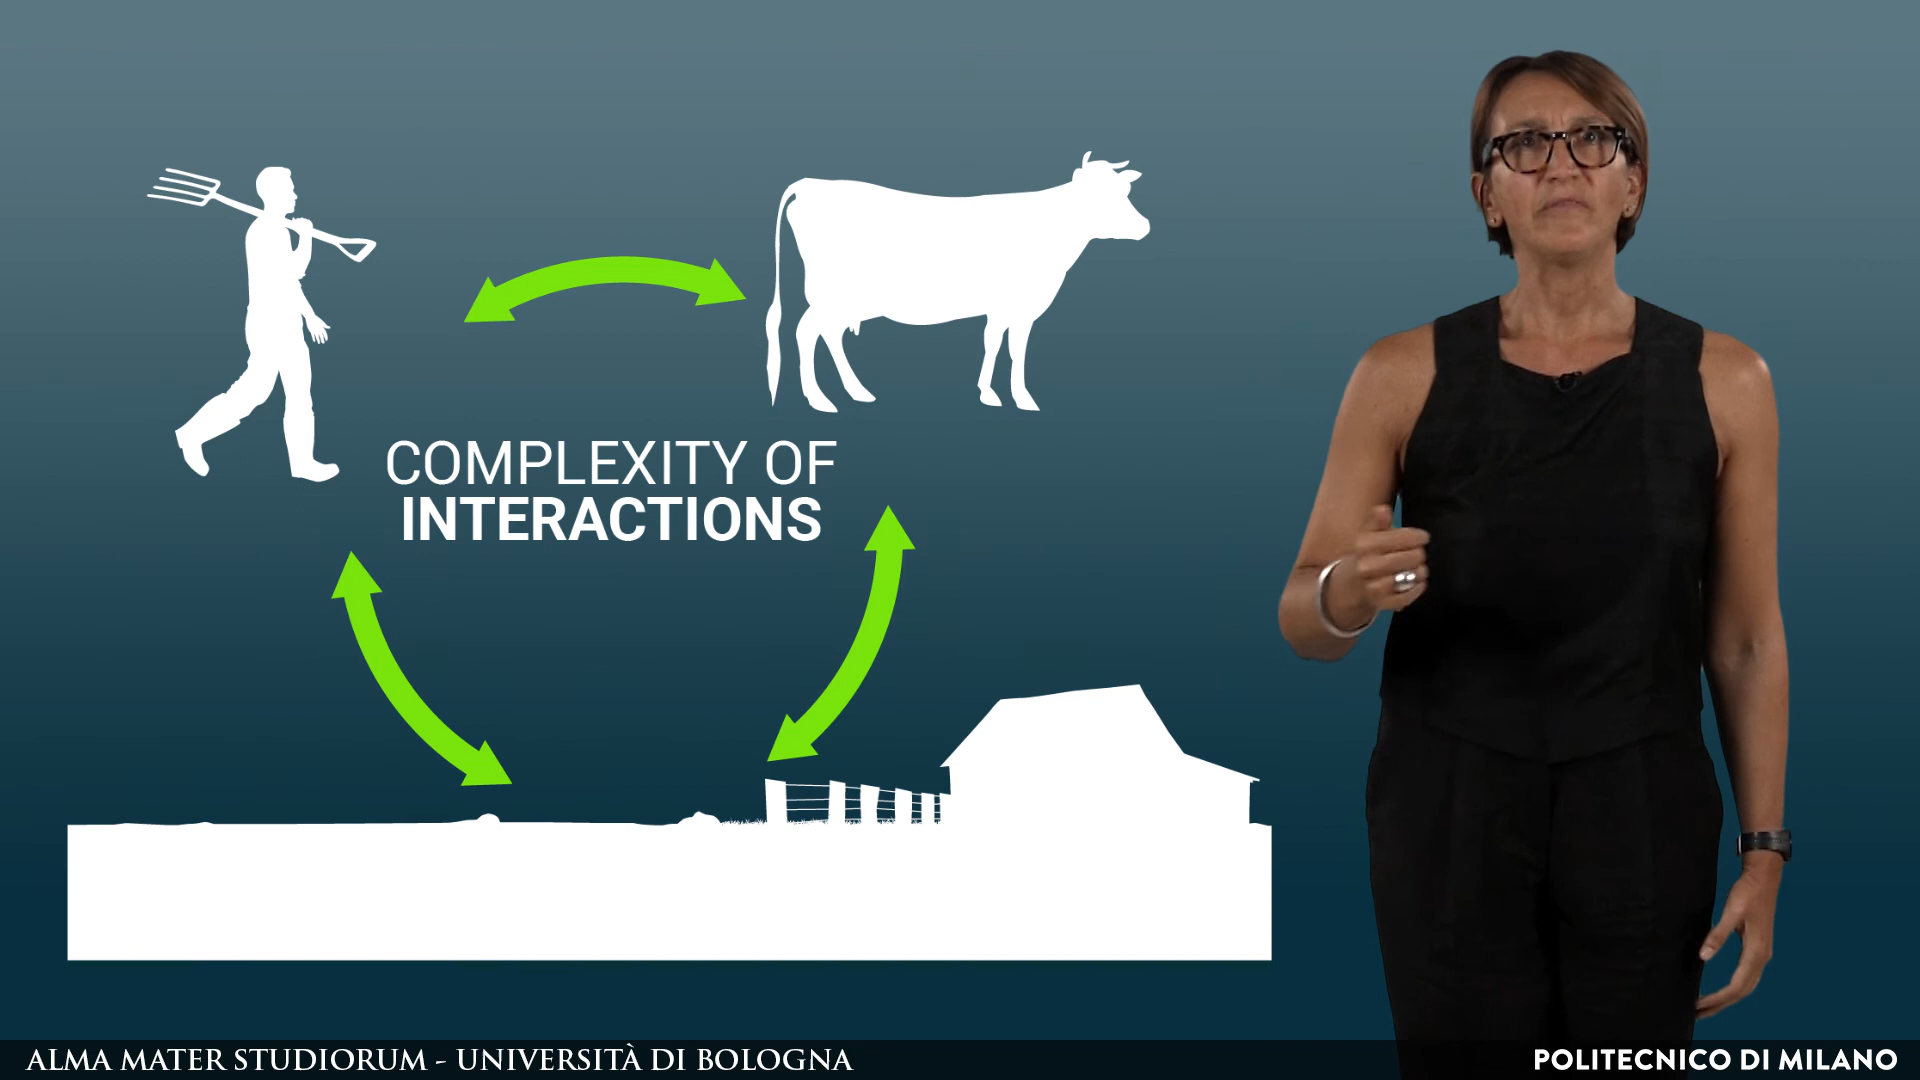 COMPLEXITY OF
INTERACTIONS
ALMA MATER STUDIORUM - UNIVERSITÀ DI BOLOGNA
POLITECNICO DI MILANO